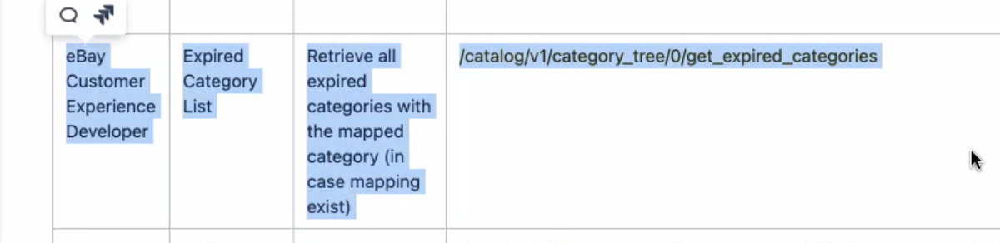 eBay
Customer
Experience
Developer
Expired
Category
List
Retrieve all
expired
categories with
the mapped
category (in
case mapping
exist)
/catalog/v1/category_tree/0/get_expired_categories